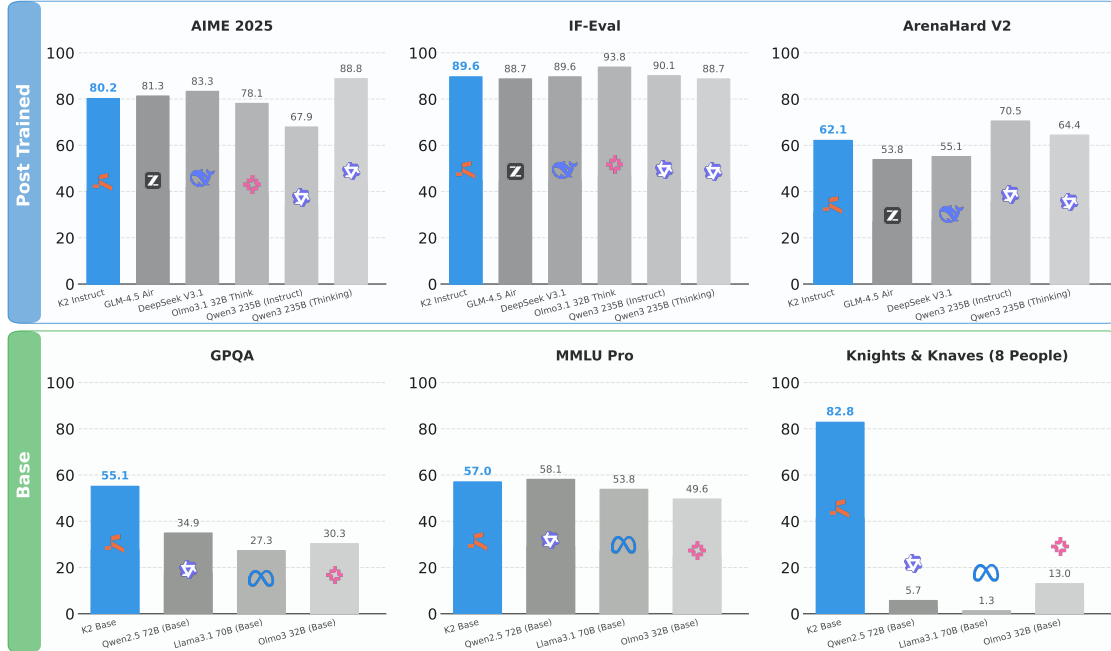 Post Trained
AIME 2025
100
80
60
40
20
0
80.2
81.3
83.3
78.1
67.9
88.8
K2 Instruct
GLM-4.5 Air
DeepSeek V3.1
Olmo3.1 32B Think
Qwen3 235B (Instruct)
Qwen3 235B (Thinking)
IF-Eval
100
80
60
40
20
0
89.6
88.7
89.6
93.8
90.1
88.7
K2 Instruct
GLM-4.5 Air
DeepSeek V3.1
Olmo3.1 32B Think
Qwen3 235B (Instruct)
Qwen3 235B (Thinking)
ArenaHard V2
100
80
60
40
20
0
62.1
53.8
55.1
70.5
64.4
K2 Instruct
GLM-4.5 Air
DeepSeek V3.1
Qwen3 235B (Instruct)
Qwen3 235B (Thinking)
Base
GPQA
100
80
60
40
20
0
55.1
34.9
27.3
30.3
K2 Base
Qwen2.5 72B (Base)
Llama3.1 70B (Base)
Olmo3 32B (Base)
MMLU Pro
100
80
60
40
20
0
57.0
58.1
53.8
49.6
K2 Base
Qwen2.5 72B (Base)
Llama3.1 70B (Base)
Olmo3 32B (Base)
Knights & Knaves (8 People)
100
80
60
40
20
0
82.8
5.7
1.3
13.0
K2 Base
Qwen2.5 72B (Base)
Llama3.1 70B (Base)
Olmo3 32B (Base)